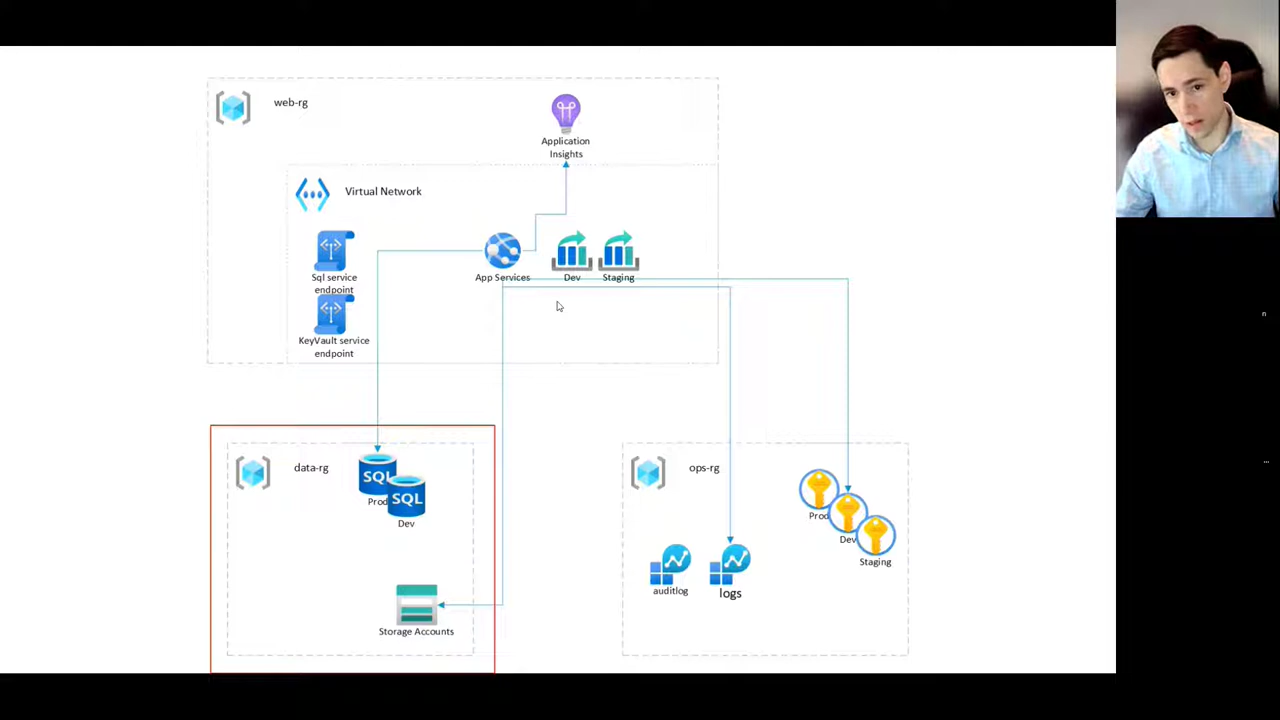 web-rg
Application
Insights
Virtual Network
Sql service
endpoint
App Services
Dev
Staging
KeyVault service
endpoint
data-rg
SQL
Prod
SQL
Dev
Storage Accounts
ops-rg
Prod
Dev
Staging
auditlog
logs
n
...